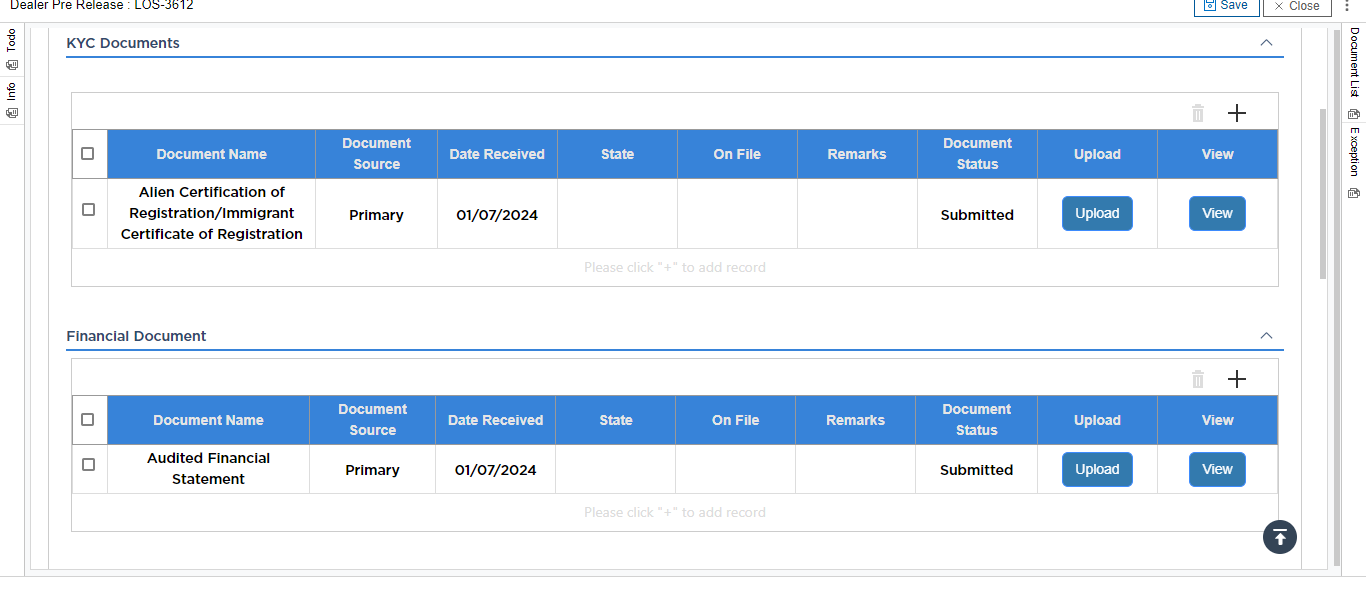 Dealer Pre Release : LOS-3612
Save
Close
Todo
Info
Document List
Exception
KYC Documents
Document Name
Document
Source
Date Received
State
On File
Remarks
Document
Status
Upload
View
Alien Certification of
Registration/Immigrant
Certificate of Registration
Primary
01/07/2024
Submitted
Upload
View
Please click "+" to add record
Financial Document
Document Name
Document
Source
Date Received
State
On File
Remarks
Document
Status
Upload
View
Audited Financial
Statement
Primary
01/07/2024
Submitted
Upload
View
Please click "+" to add record